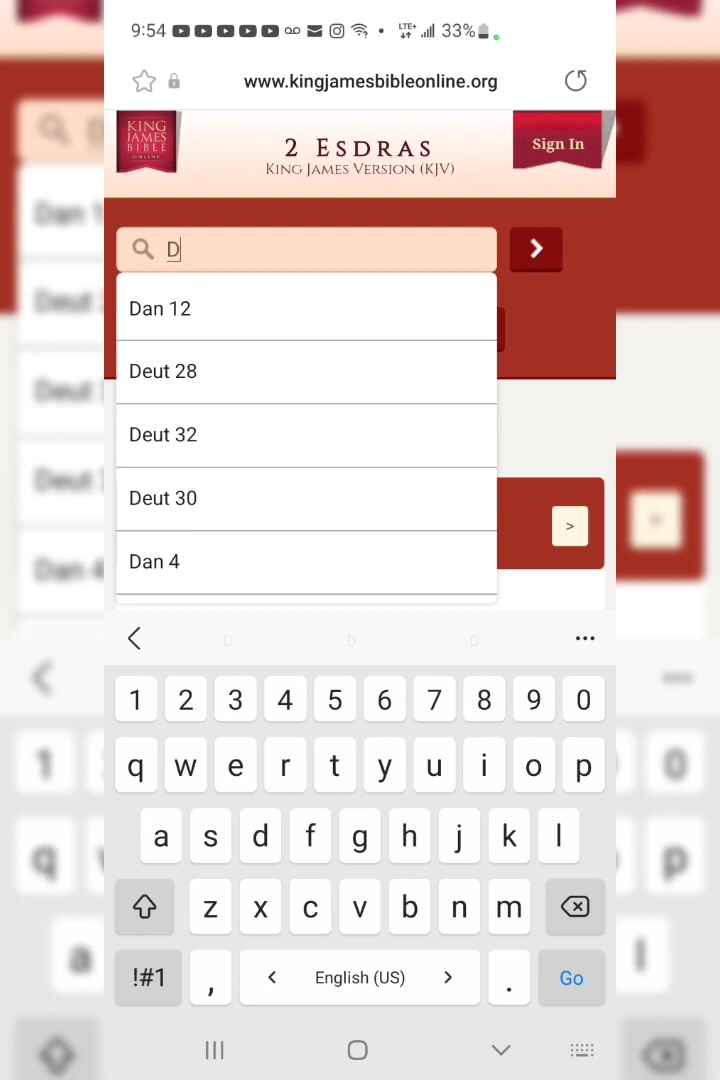 9:54 LTE+ 33%
www.kingjamesbibleonline.org
KING
JAMES
BIBLE
ONLINE
2 ESDRAS
KING JAMES VERSION (KJV)
Sign In
D
Dan 12
Deut 28
Deut 32
Deut 30
Dan 4
>
D D D
1 2 3 4 5 6 7 8 9 0
q w e r t y u i o p
a s d f g h j k l
z x c v b n m
!#1 , < English (US) > . Go